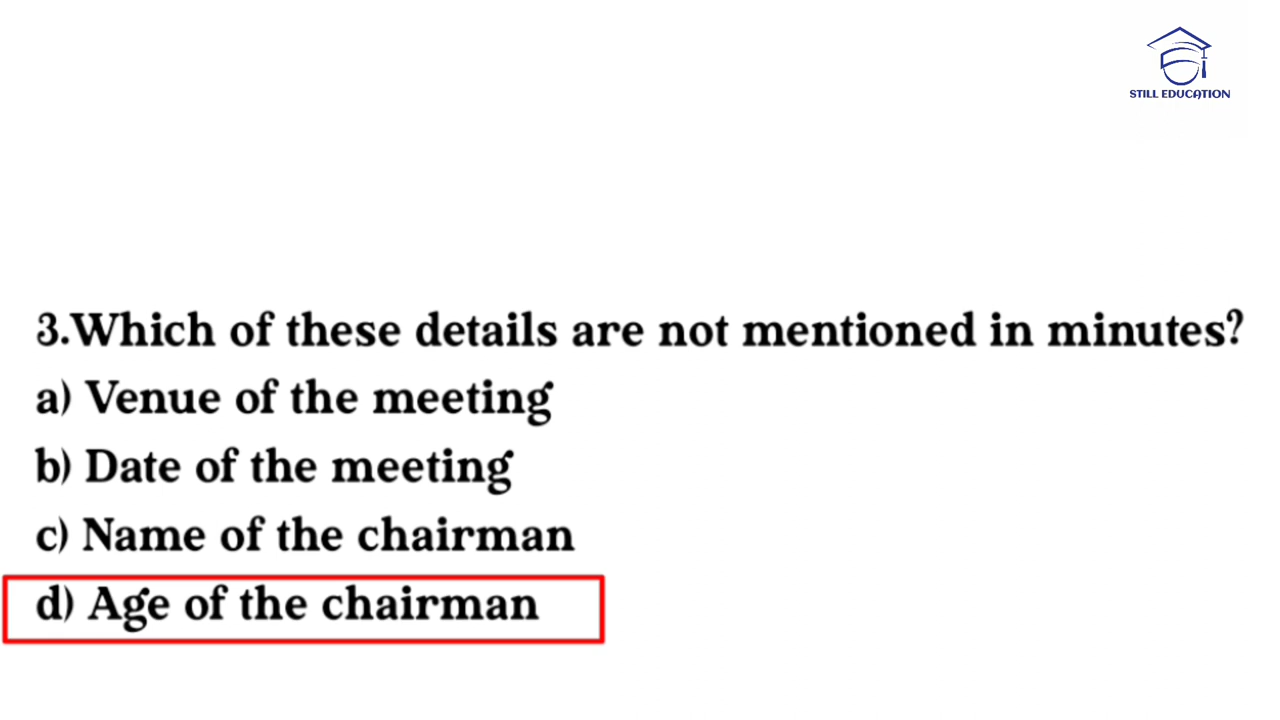 STILL EDUCATION
3.Which of these details are not mentioned in minutes?
a) Venue of the meeting
b) Date of the meeting
c) Name of the chairman
d) Age of the chairman